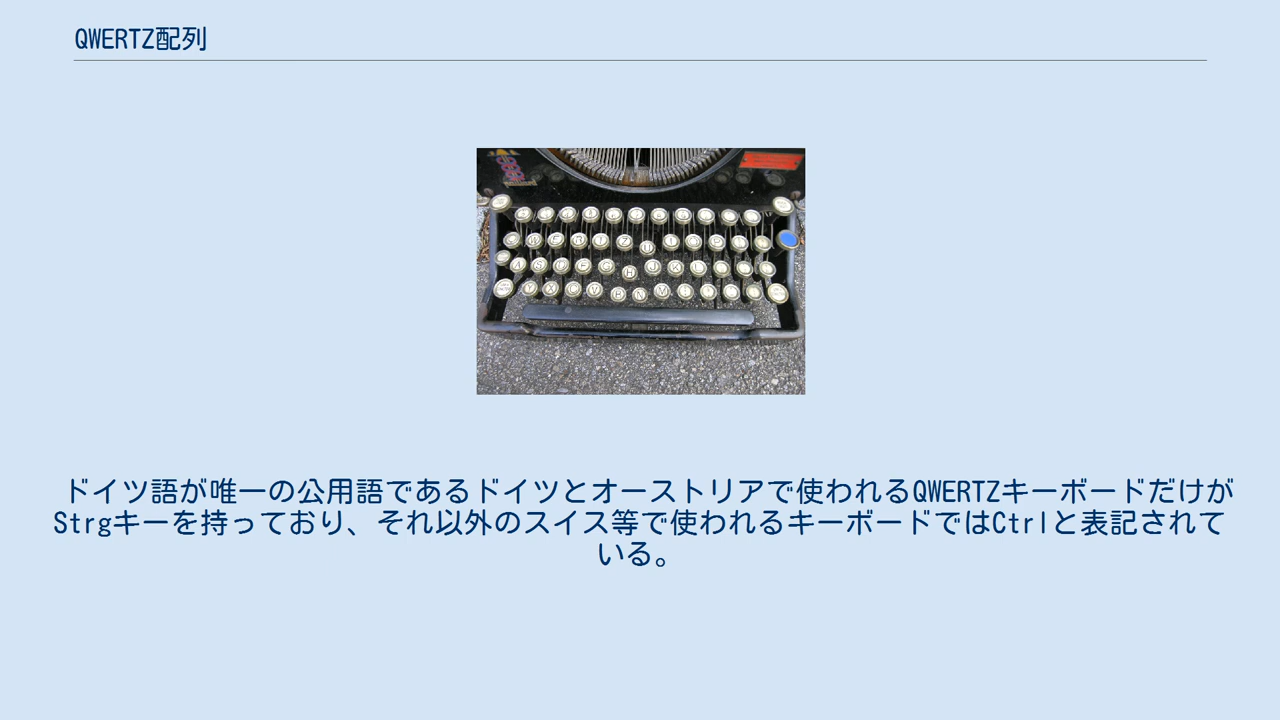 QWERTZ配列
ドイツ語が唯一の公用語であるドイツとオーストリアで使われるQWERTZキーボードだけが
Strgキーを持っており、それ以外のスイス等で使われるキーボードではCtrlと表記されて
いる。